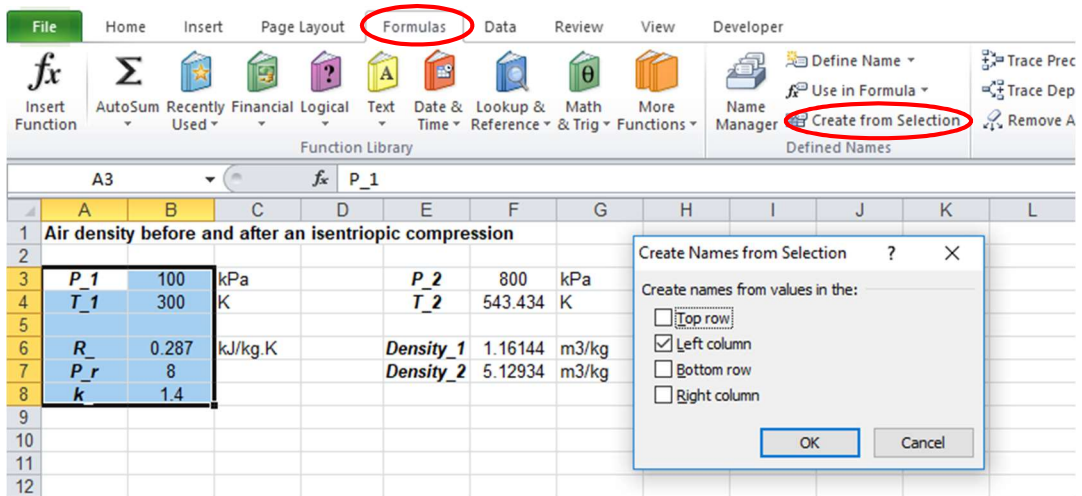 File Home Insert Page Layout Formulas Data Review View Developer
fx Σ ? A θ Define Name Trace Prec
Use in Formula Trace Dep
Insert AutoSum Recently Financial Logical Text Date & Lookup & Math More Name Create from Selection Remove A
Function Used Time Reference & Trig Functions Manager
Function Library Defined Names
A3 fx P_1
A B C D E F G H I J K L
1 Air density before and after an isentriopic compression
2 Create Names from Selection ? ×
3 P_1 100 kPa P_2 800 kPa Create names from values in the:
4 T_1 300 K T_2 543.434 K
5 Top row
6 R_ 0.287 kJ/kg.K Density_1 1.16144 m3/kg Left column
7 P_r 8 Density_2 5.12934 m3/kg Bottom row
8 k_ 1.4 Right column
9
10 OK Cancel
11
12